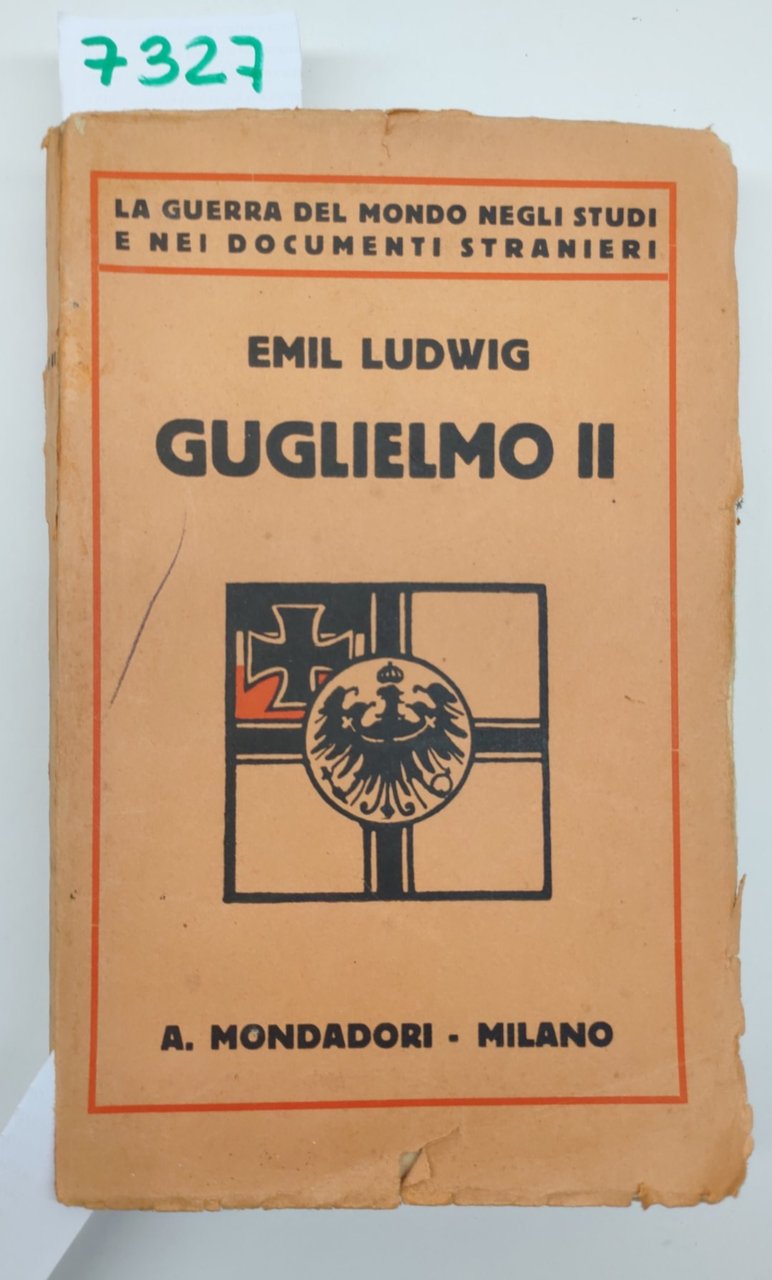 7327
LA GUERRA DEL MONDO NEGLI STUDI
E NEI DOCUMENTI STRANIERI
EMIL LUDWIG
GUGLIELMO II
A. MONDADORI - MILANO